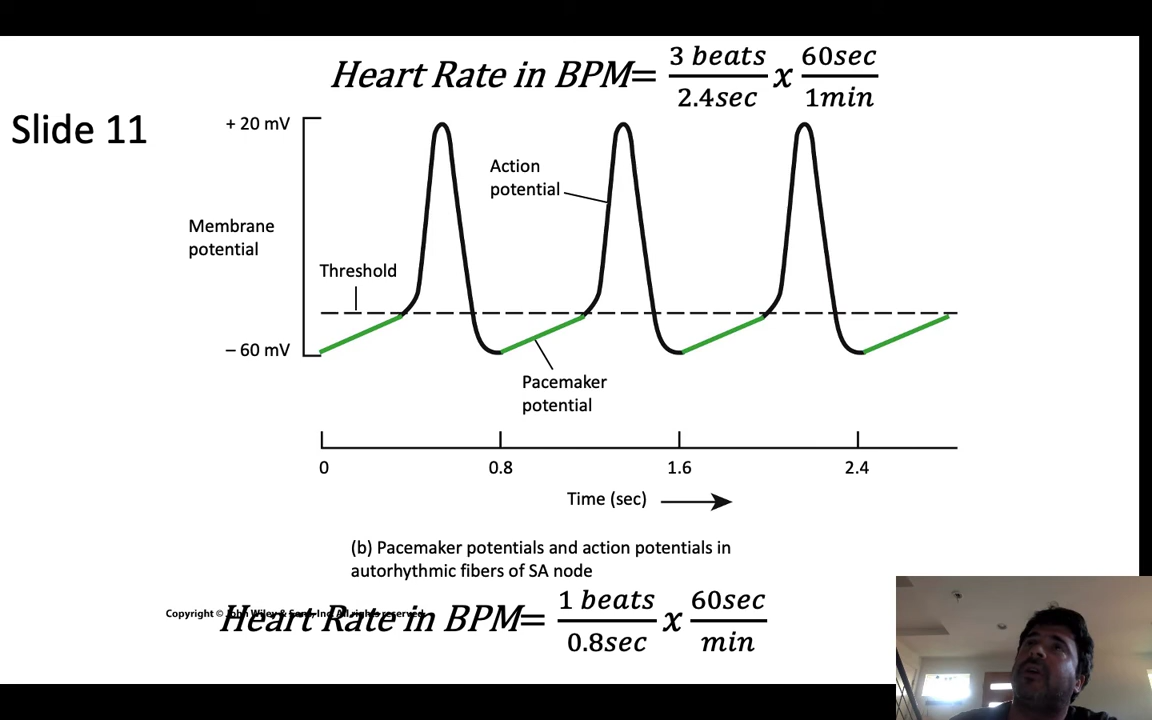 Heart Rate in BPM= 3 beats / 2.4sec x 60sec / 1min
Slide 11
+ 20 mV
Action
potential
Membrane
potential
Threshold
– 60 mV
Pacemaker
potential
0 0.8 1.6 2.4
Time (sec)
(b) Pacemaker potentials and action potentials in
autorhythmic fibers of SA node
Copyright © John Wiley & Sons, Inc. All rights reserved.
Heart Rate in BPM= 1 beats / 0.8sec x 60sec / min